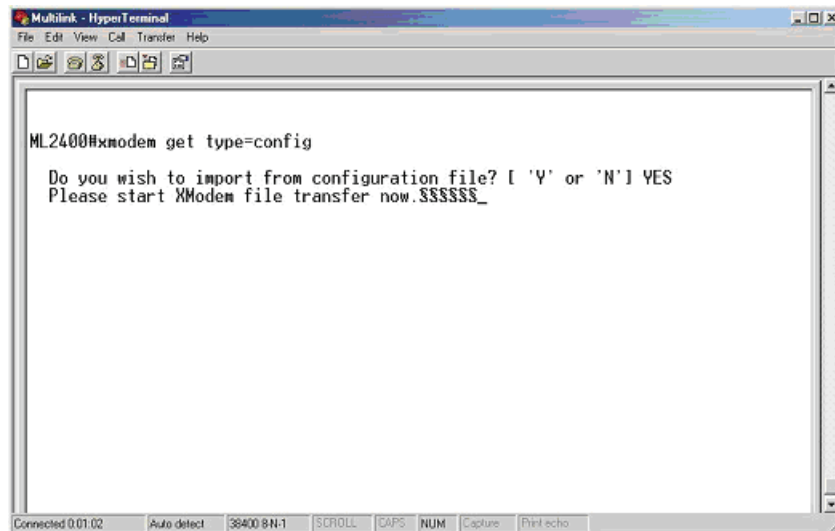 Multilink - HyperTerminal
File Edit View Call Transfer Help
ML2400#xmodem get type=config
Do you wish to import from configuration file? [ 'Y' or 'N'] YES
Please start XModem file transfer now.§§§§§§_
Connected 0:01:02 Auto detect 38400 8-N-1 SCROLL CAPS NUM Capture Print echo